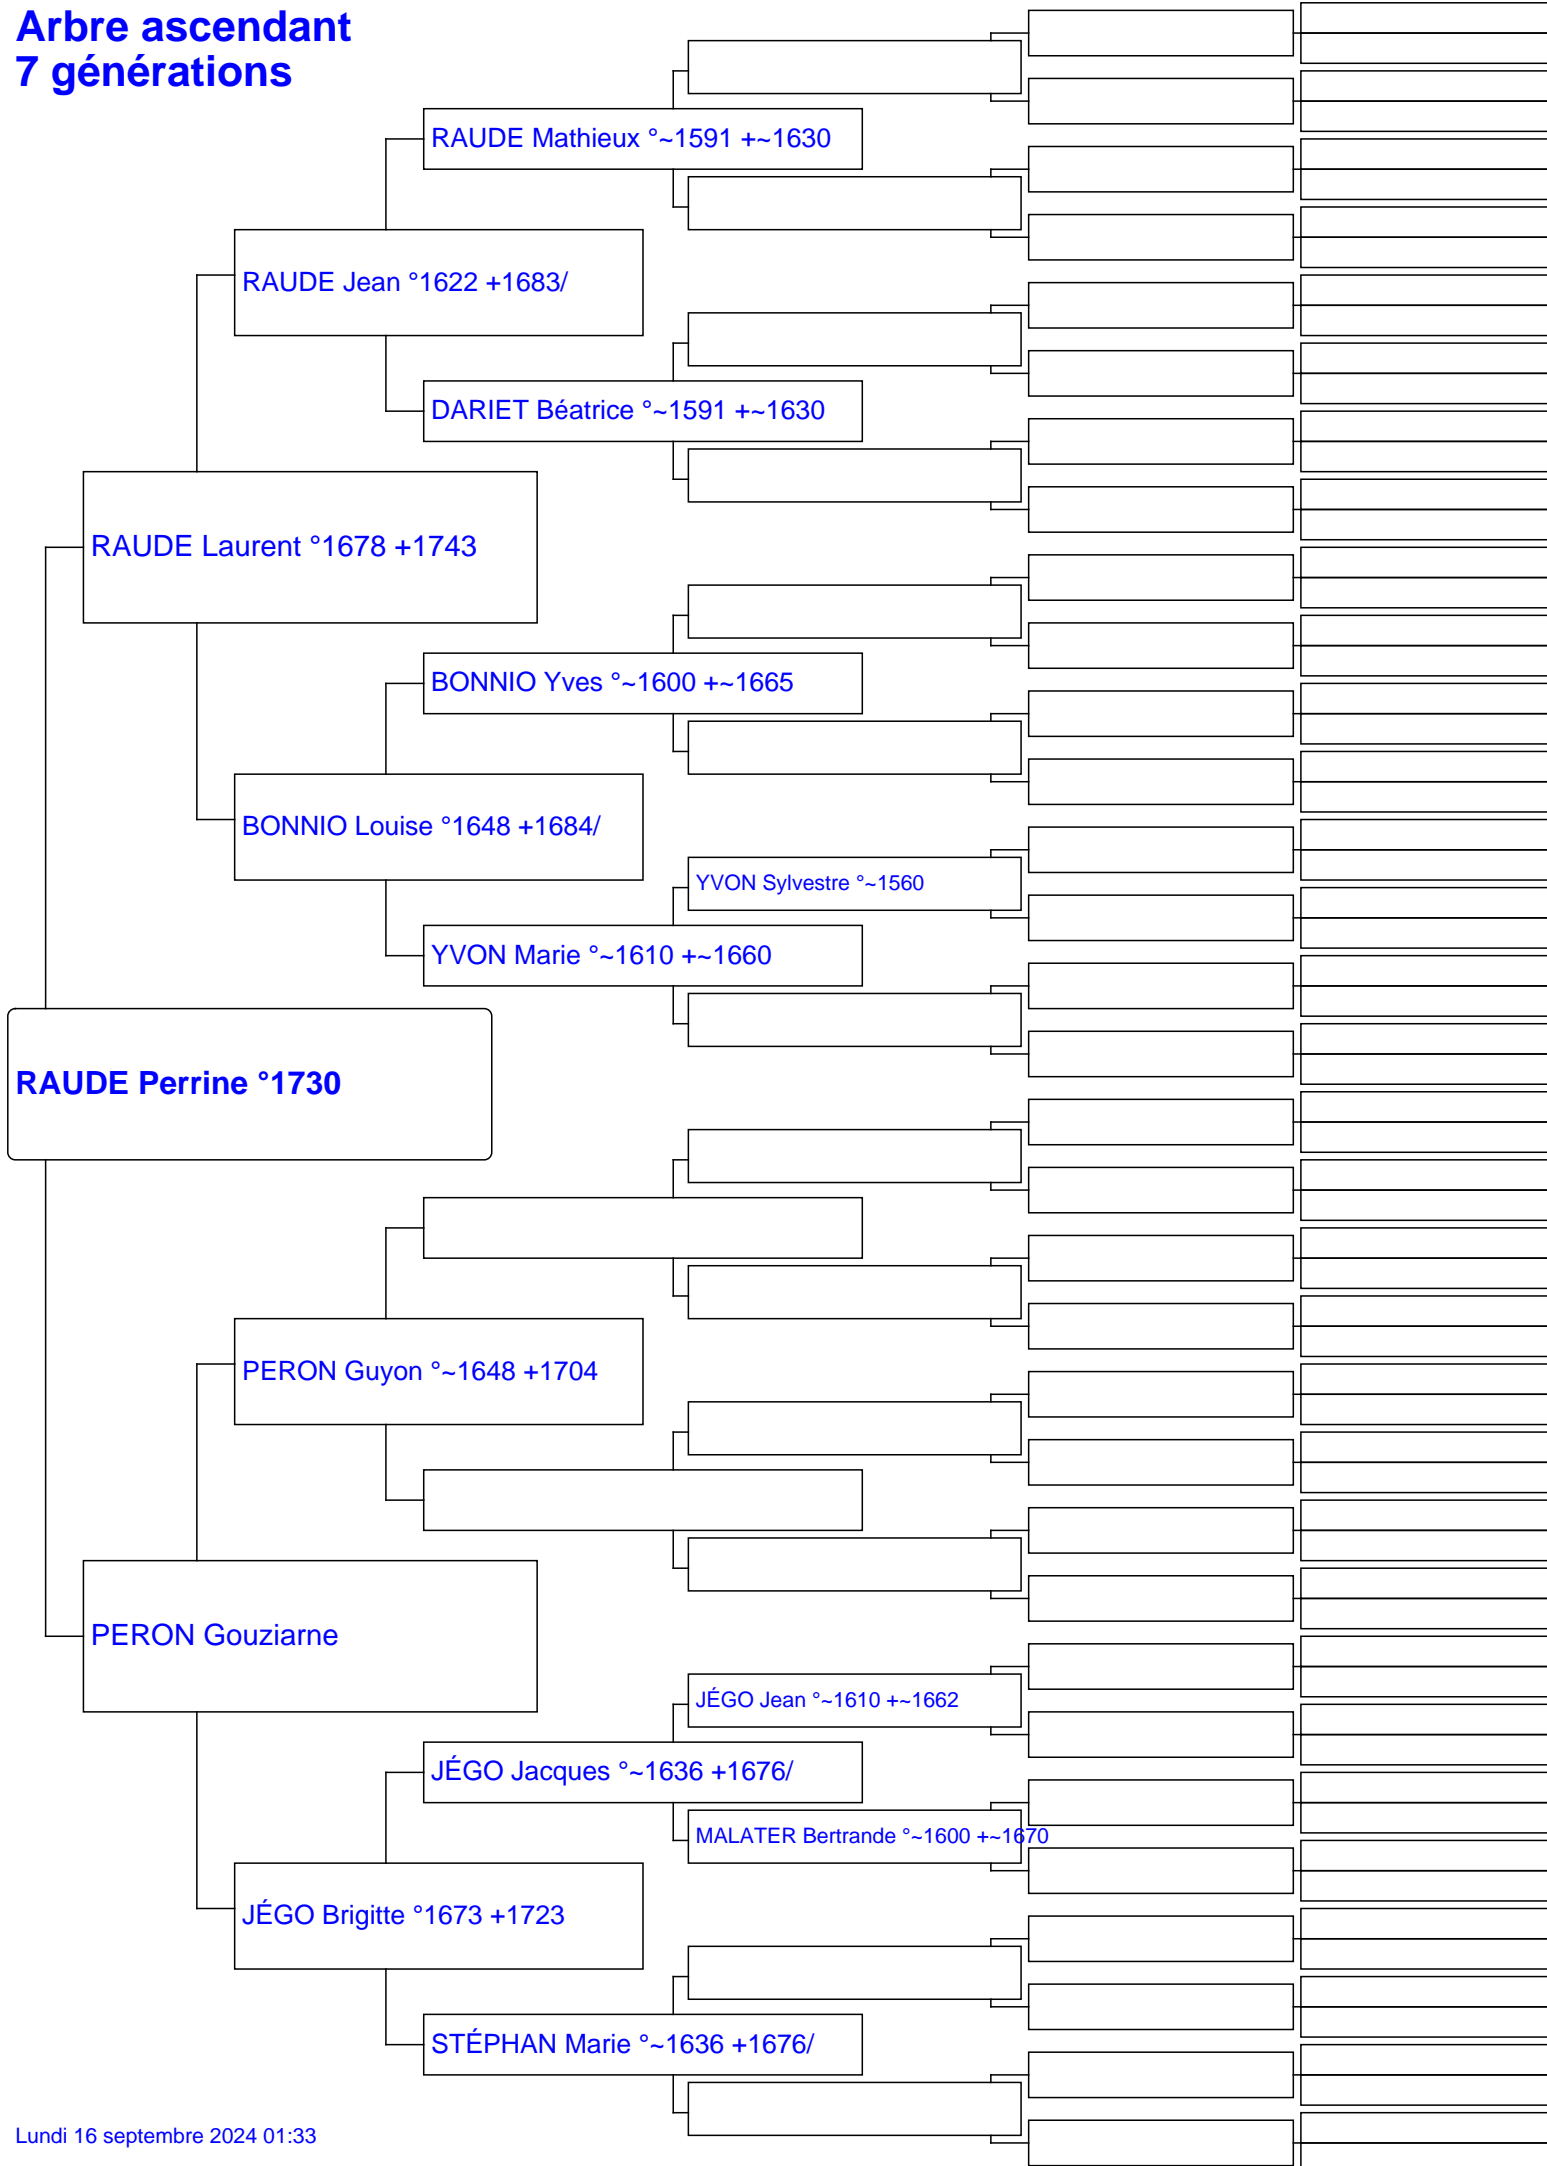 Arbre ascendant
7 générations
RAUDE Mathieux °~1591 +~1630
RAUDE Jean °1622 +1683/
DARIET Béatrice °~1591 +~1630
RAUDE Laurent °1678 +1743
BONNIO Yves °~1600 +~1665
BONNIO Louise °1648 +1684/
YVON Sylvestre °~1560
YVON Marie °~1610 +~1660
RAUDE Perrine °1730
PERON Guyon °~1648 +1704
PERON Gouziarne
JÉGO Jean °~1610 +~1662
JÉGO Jacques °~1636 +1676/
MALATER Bertrande °~1600 +~1670
JÉGO Brigitte °1673 +1723
STÉPHAN Marie °~1636 +1676/
Lundi 16 septembre 2024 01:33